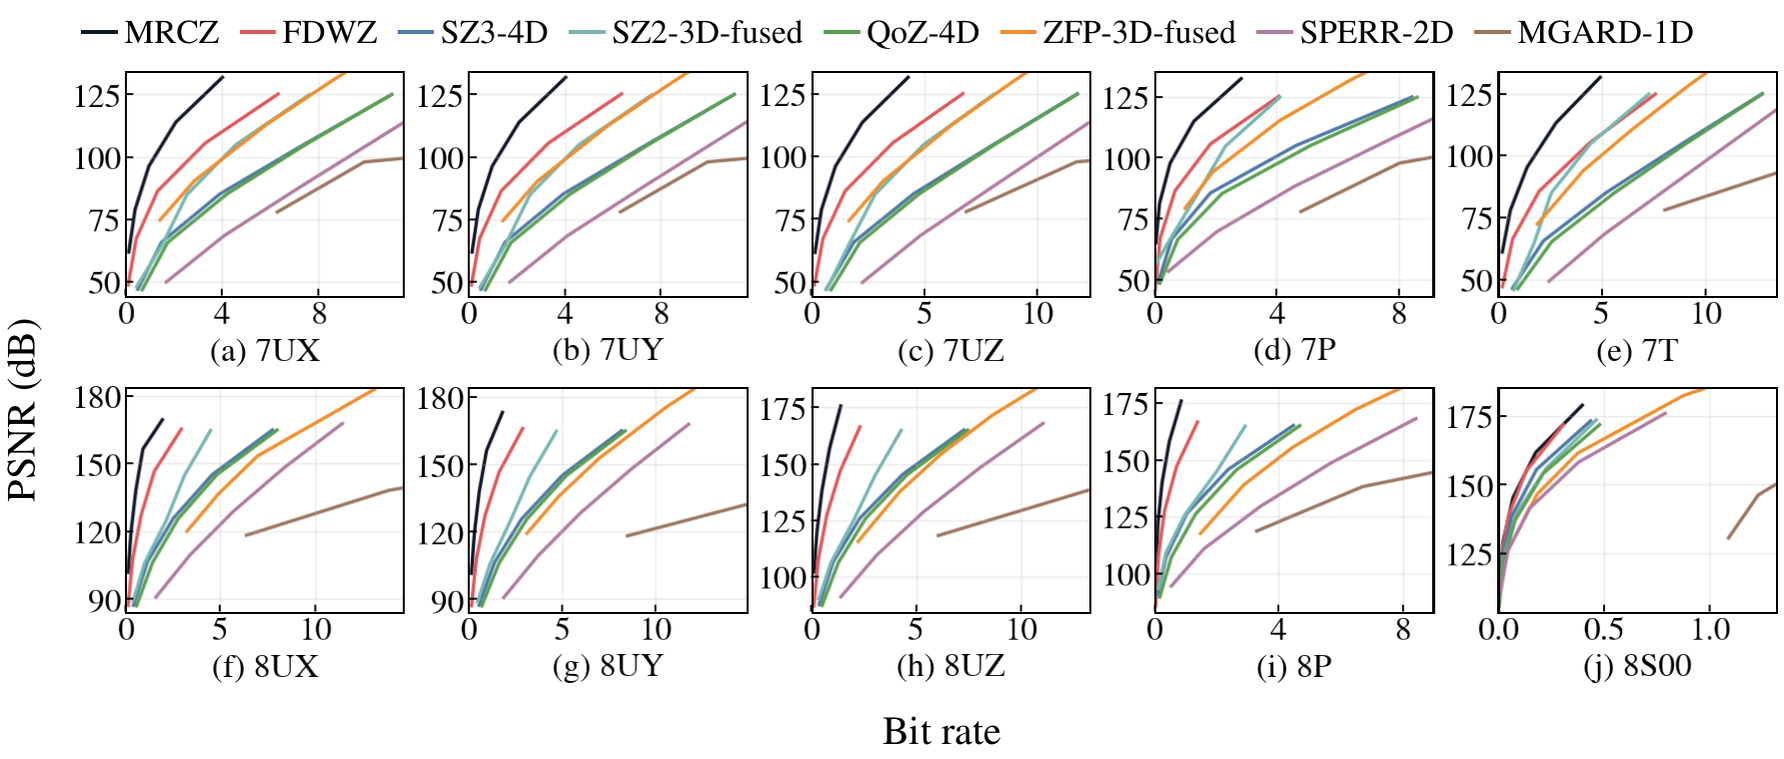 MRCZ FDWZ SZ3-4D SZ2-3D-fused QoZ-4D ZFP-3D-fused SPERR-2D MGARD-1D
PSNR (dB)
125 100 75 50
0 4 8
(a) 7UX
125 100 75 50
0 4 8
(b) 7UY
125 100 75 50
0 5 10
(c) 7UZ
125 100 75 50
0 4 8
(d) 7P
125 100 75 50
0 5 10
(e) 7T
180 150 120 90
0 5 10
(f) 8UX
180 150 120 90
0 5 10
(g) 8UY
175 150 125 100
0 5 10
(h) 8UZ
175 150 125 100
0 4 8
(i) 8P
175 150 125
0.0 0.5 1.0
(j) 8S00
Bit rate